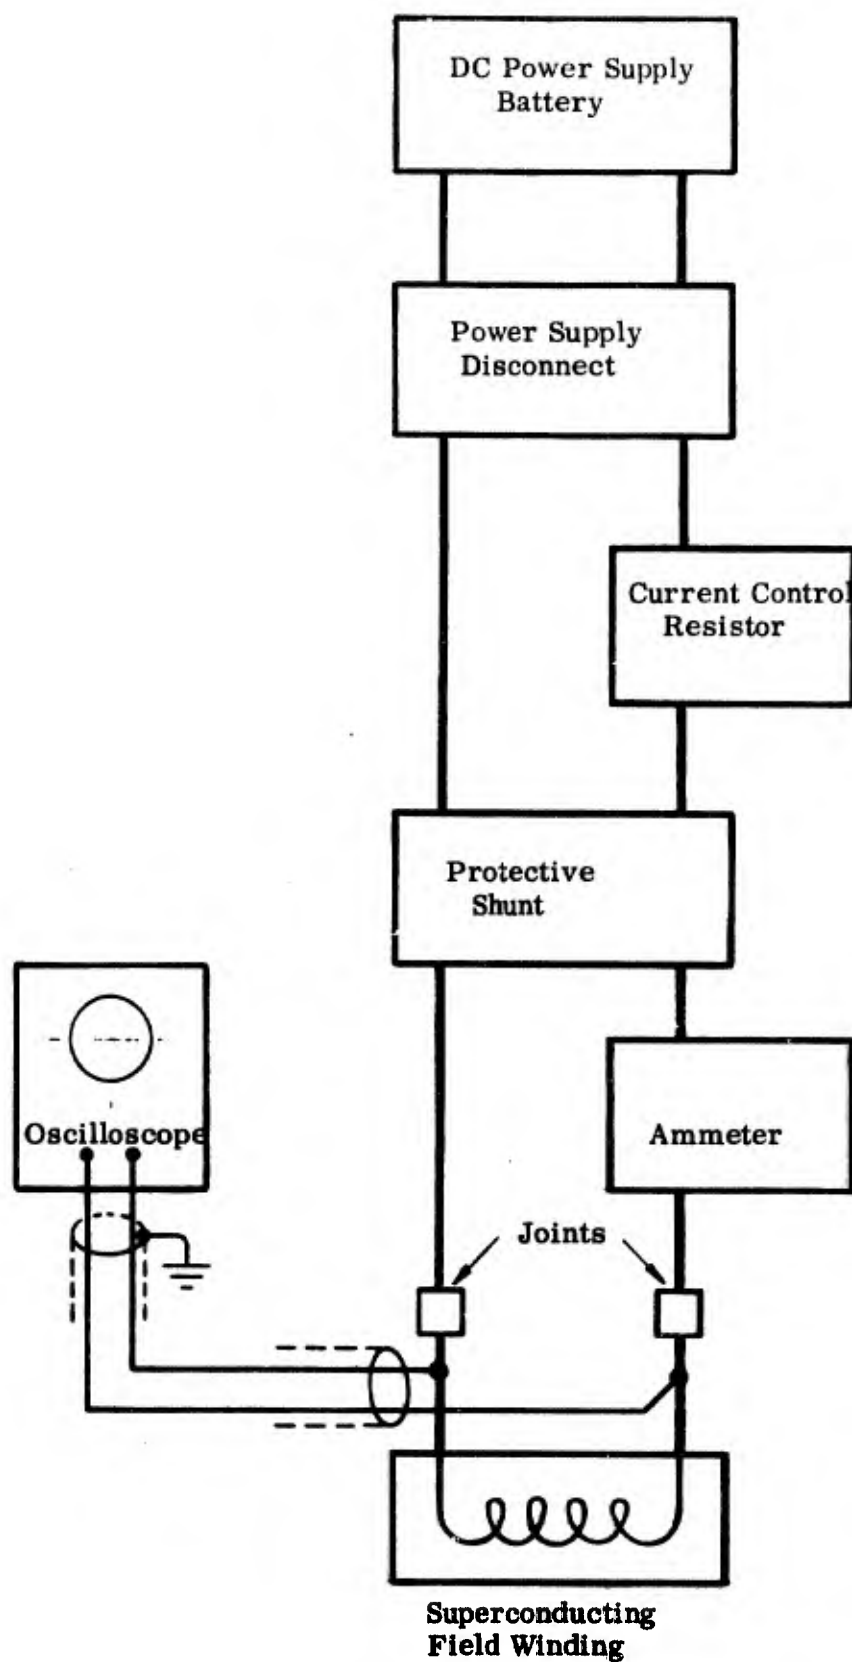 DC Power Supply
Battery
Power Supply
Disconnect
Current Control
Resistor
Protective
Shunt
Oscilloscope
Ammeter
Joints
Superconducting
Field Winding